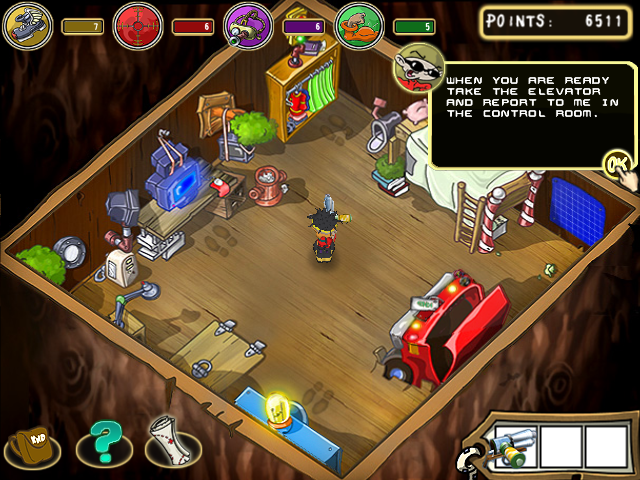 7
6
6
5
POINTS: 6511
WHEN YOU ARE READY
TAKE THE ELEVATOR
AND REPORT TO ME IN
THE CONTROL ROOM.
OK
KND
?